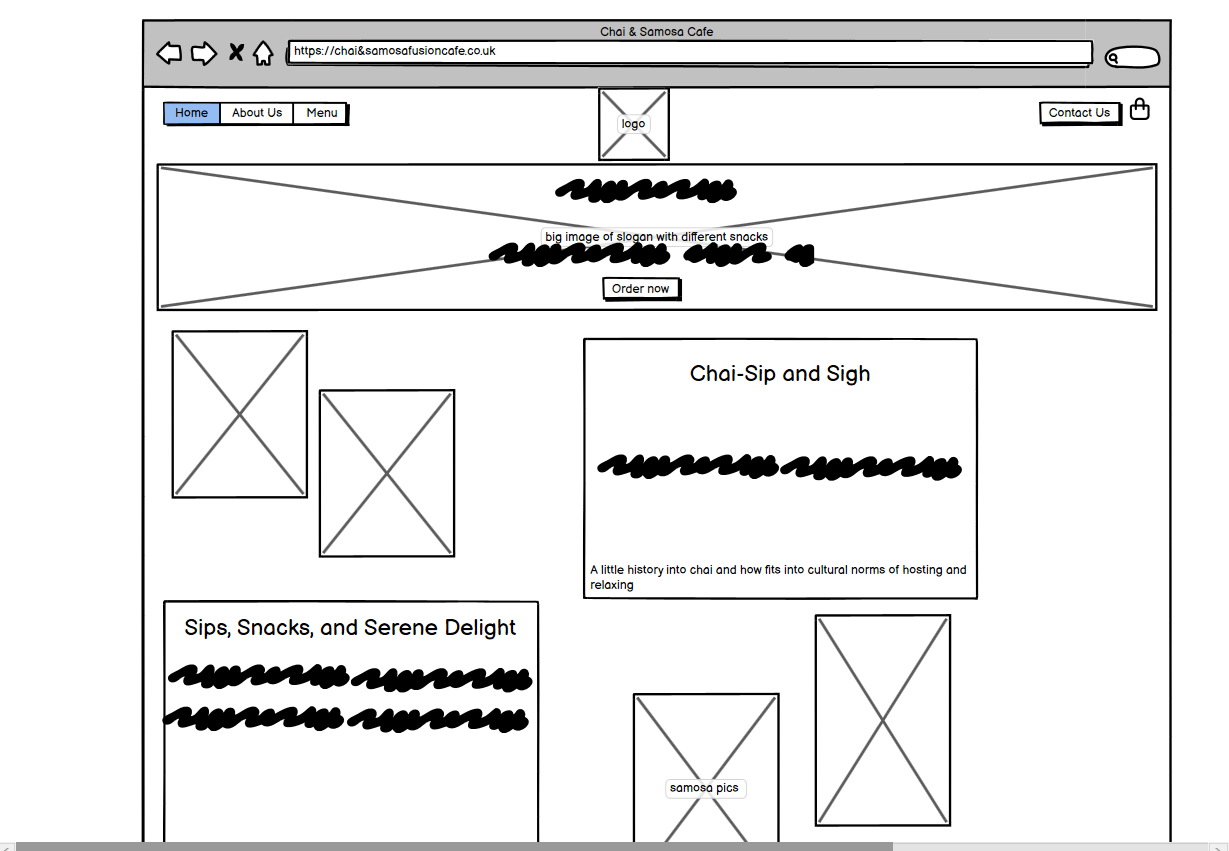 Chai & Samosa Cafe
https://chai&samosafusioncafe.co.uk
Home About Us Menu
logo
Contact Us
big image of slogan with different snacks
Order now
Chai-Sip and Sigh
A little history into chai and how fits into cultural norms of hosting and
relaxing
Sips, Snacks, and Serene Delight
samosa pics